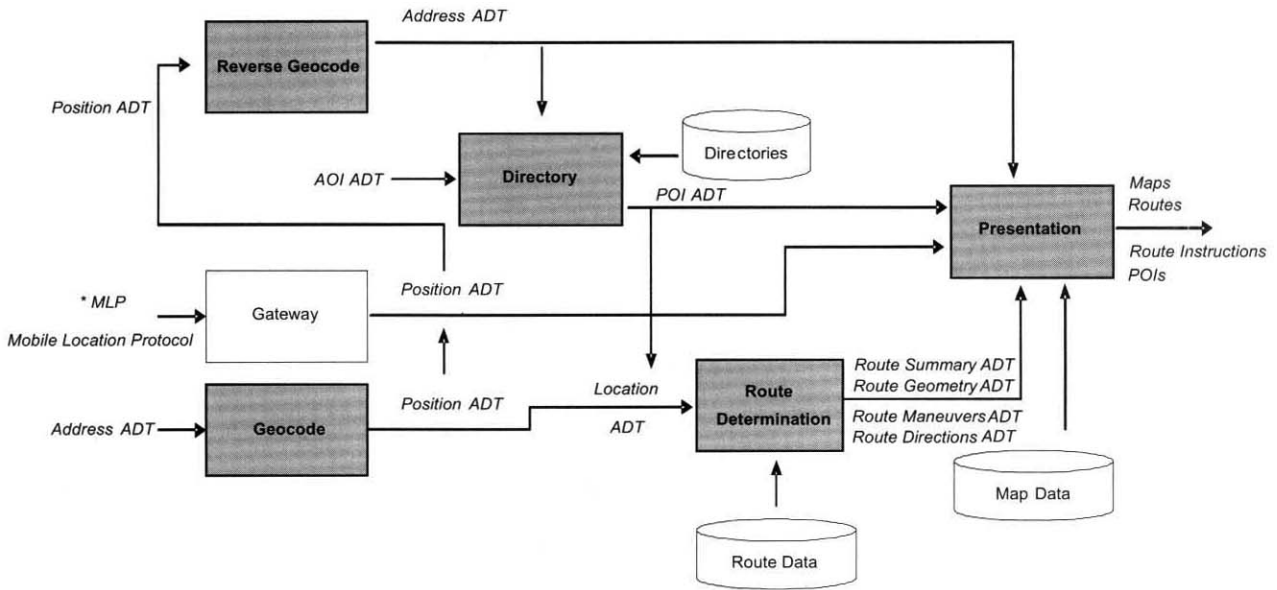 Address ADT
Reverse Geocode
Position ADT
Directories
AOI ADT
Directory
POI ADT
Maps
Routes
Presentation
Route Instructions
POIs
* MLP
Mobile Location Protocol
Gateway
Position ADT
Address ADT
Geocode
Position ADT
Location
ADT
Route
Determination
Route Summary ADT
Route Geometry ADT
Route Maneuvers ADT
Route Directions ADT
Map Data
Route Data